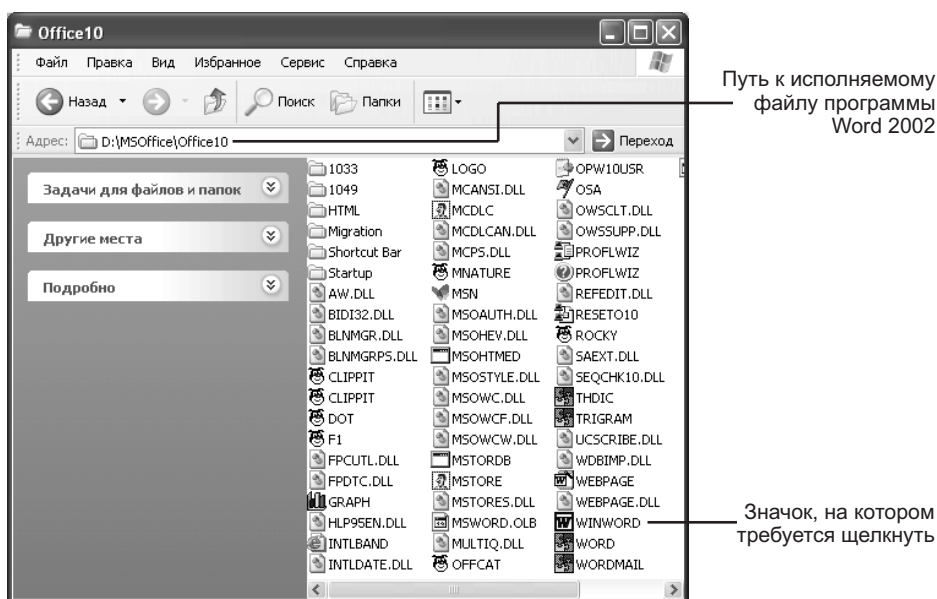 Office10
Файл Правка Вид Избранное Сервис Справка
Назад Поиск Папки
Адрес: D:\MSOffice\Office10 Переход
Путь к исполняемому
файлу программы
Word 2002
Задачи для файлов и папок
Другие места
Подробно
1033
1049
HTML
Migration
Shortcut Bar
Startup
AW.DLL
BIDI32.DLL
BLNMGR.DLL
BLNMGRPS.DLL
CLIPPIT
CLIPPIT
DOT
F1
FPCUTL.DLL
FPDTC.DLL
GRAPH
HLP95EN.DLL
INTLBAND
INTLDATE.DLL
LOGO
MCANSI.DLL
MCDLC
MCDLCAN.DLL
MCPS.DLL
MNATURE
MSN
MSOAUTH.DLL
MSOHEV.DLL
MSOHTMED
MSOSTYLE.DLL
MSOWC.DLL
MSOWCF.DLL
MSOWCW.DLL
MSTORDB
MSTORE
MSTORES.DLL
MSWORD.OLB
MULTIQ.DLL
OFFCAT
OPW10USR
OSA
OWSCLT.DLL
OWSSUPP.DLL
PROFLWIZ
PROFLWIZ
REFEDIT.DLL
RESETO10
ROCKY
SAEXT.DLL
SEQCHK10.DLL
THDIC
TRIGRAM
UCSCRIBE.DLL
WDBIMP.DLL
WEBPAGE
WEBPAGE.DLL
WINWORD
WORD
WORDMAIL
Значок, на котором
требуется щелкнуть